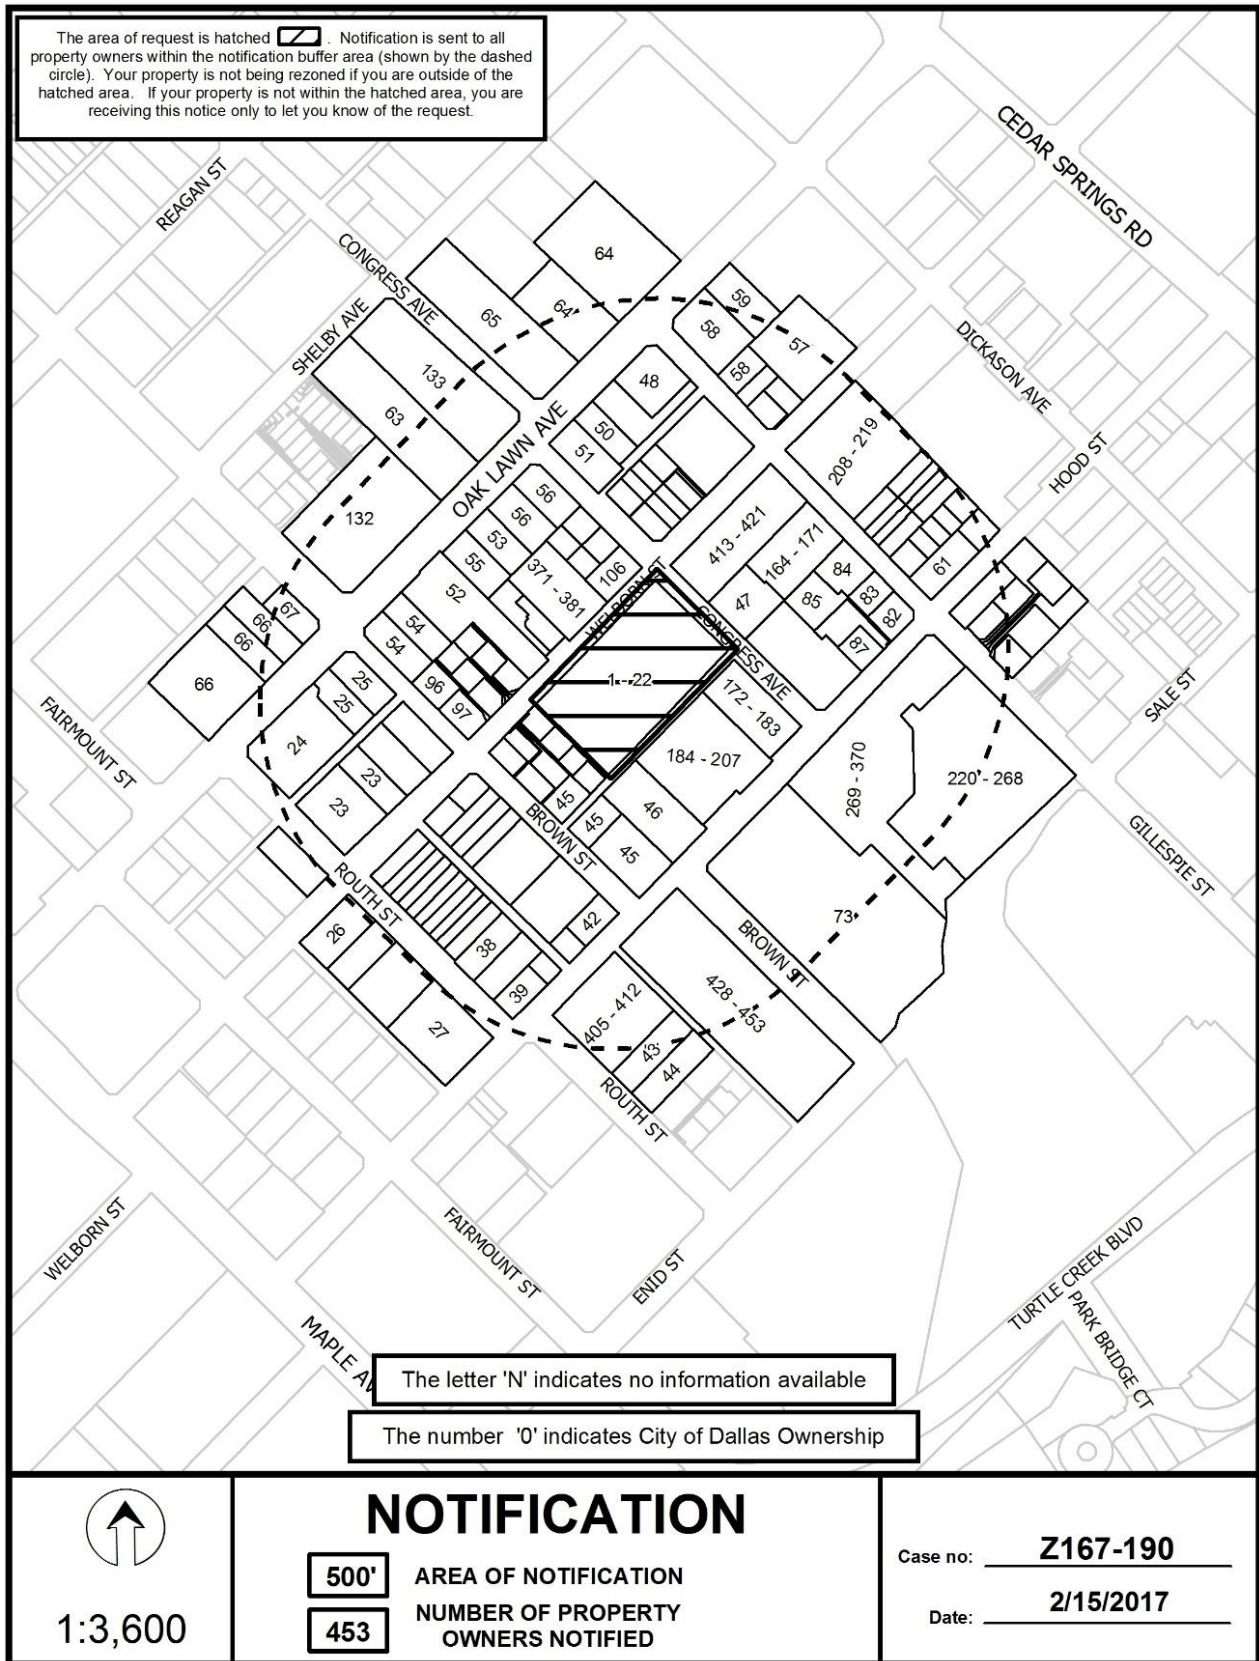 The area of request is hatched . Notification is sent to all
property owners within the notification buffer area (shown by the dashed
circle). Your property is not being rezoned if you are outside of the
hatched area. If your property is not within the hatched area, you are
receiving this notice only to let you know of the request.
CEDAR SPRINGS RD
REAGAN ST
CONGRESS AVE
SHELBY AVE
64
64
65
59
58
57
58
DICKASON AVE
133
63
48
50
51
OAK LAWN AVE
208 - 219
HOOD ST
132
56
56
53
55
52
371 - 381
106
WELBORN ST
413 - 421
164 - 171
47
84
85
83
82
87
61
CONGRESS AVE
67
66
66
66
54
54
96
97
1 - 22
172 - 183
184 - 207
SALE ST
FAIRMOUNT ST
25
25
24
23
23
269 - 370
220 - 268
45
45
46
45
BROWN ST
GILLESPIE ST
ROUTH ST
26
38
39
42
73
BROWN ST
27
405 - 412
428 - 453
43
44
ROUTH ST
WELBORN ST
FAIRMOUNT ST
ENID ST
TURTLE CREEK BLVD
PARK BRIDGE CT
MAPLE AV
The letter 'N' indicates no information available
The number '0' indicates City of Dallas Ownership
1:3,600
NOTIFICATION
500' AREA OF NOTIFICATION
453 NUMBER OF PROPERTY
OWNERS NOTIFIED
Case no: Z167-190
Date: 2/15/2017